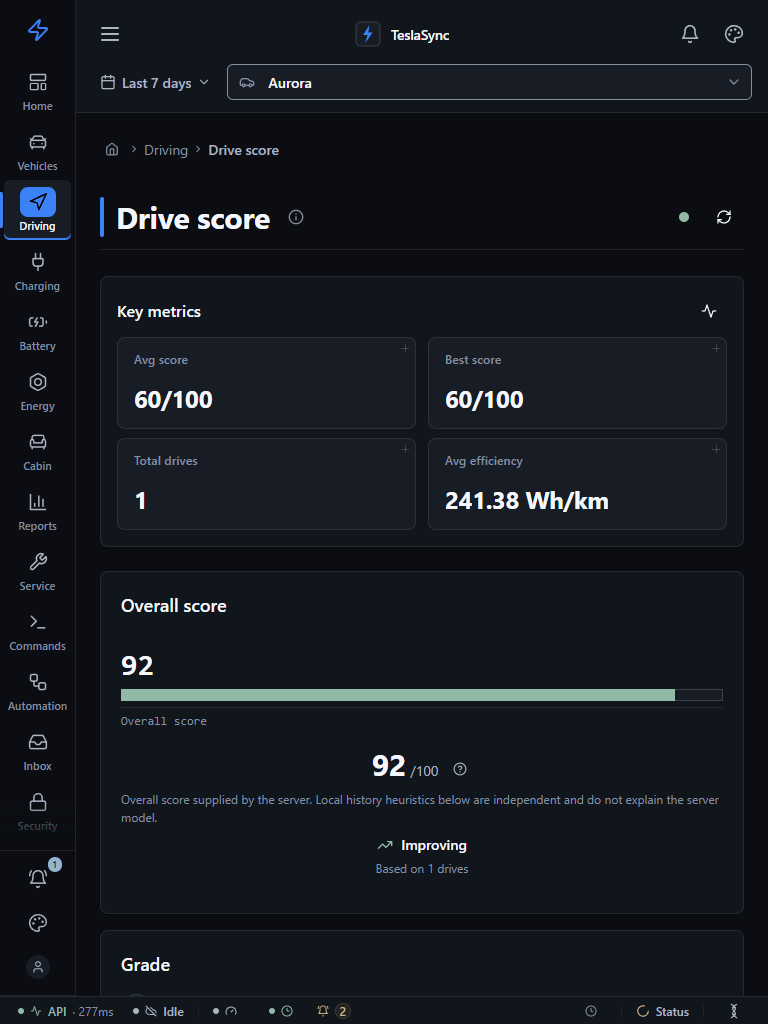 TeslaSync
Last 7 days
Aurora
Home
Vehicles
Driving
Charging
Battery
Energy
Cabin
Reports
Service
Commands
Automation
Inbox
Security
1
Driving
Drive score
Drive score
Key metrics
Avg score
60/100
Best score
60/100
Total drives
1
Avg efficiency
241.38 Wh/km
Overall score
92
Overall score
92 /100
Overall score supplied by the server. Local history heuristics below are independent and do not explain the server
model.
Improving
Based on 1 drives
Grade
API · 277ms
Idle
2
Status